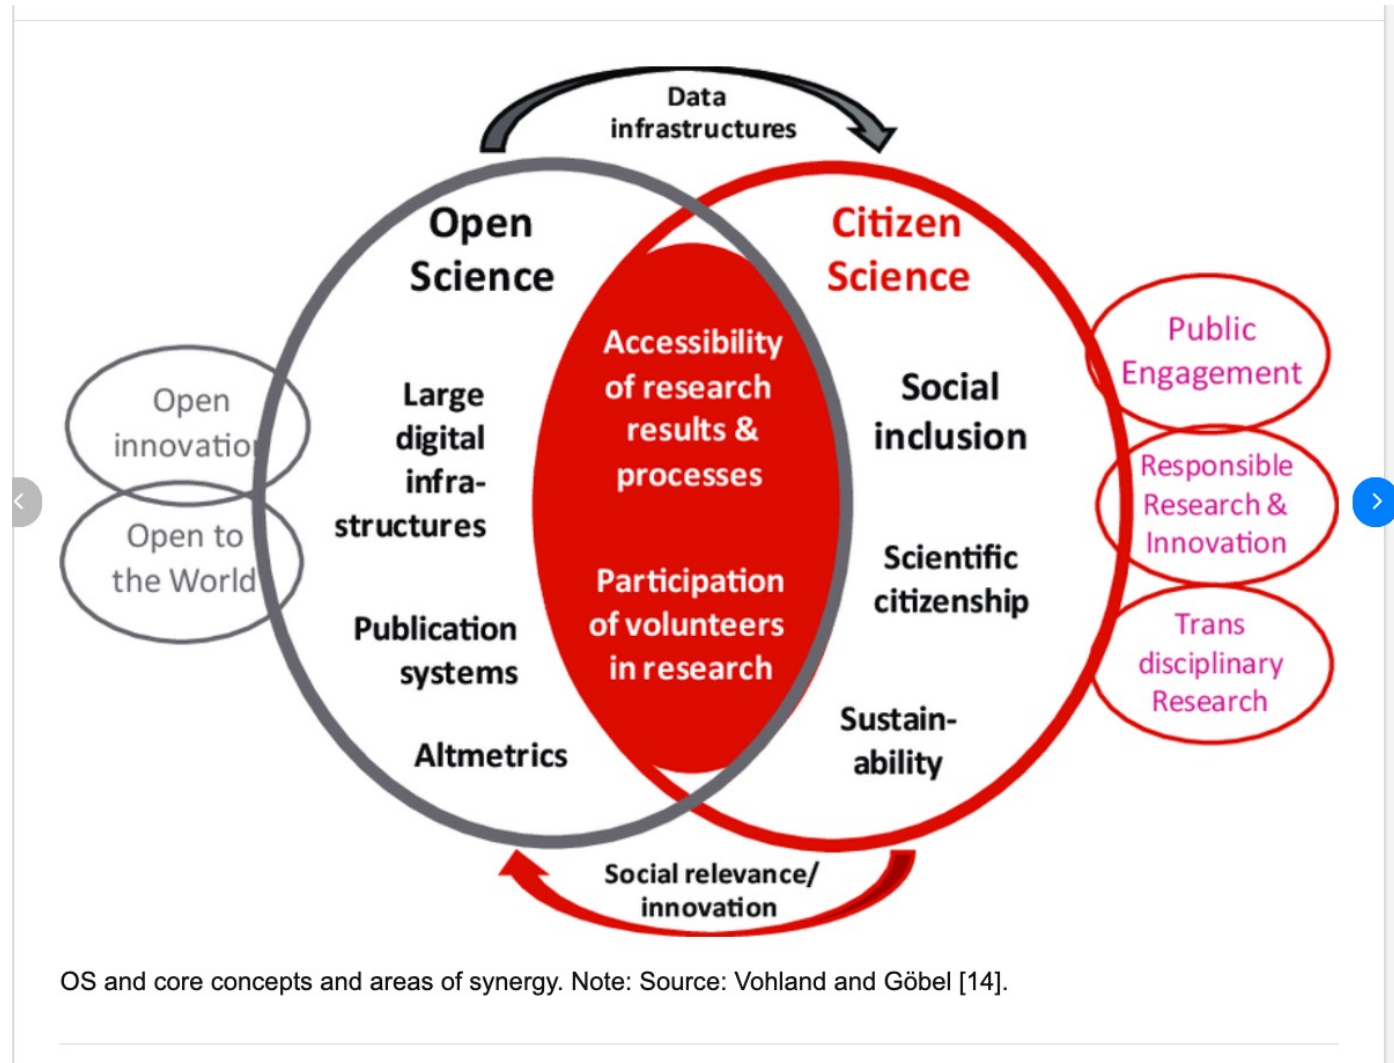 Data
infrastructures
Open
Science
Large
digital
infra-
structures
Publication
systems
Altmetrics
Open
innovation
Open to
the World
Accessibility
of research
results &
processes
Participation
of volunteers
in research
Citizen
Science
Social
inclusion
Scientific
citizenship
Sustain-
ability
Public
Engagement
Responsible
Research &
Innovation
Trans
disciplinary
Research
Social relevance/
innovation
OS and core concepts and areas of synergy. Note: Source: Vohland and Göbel [14].